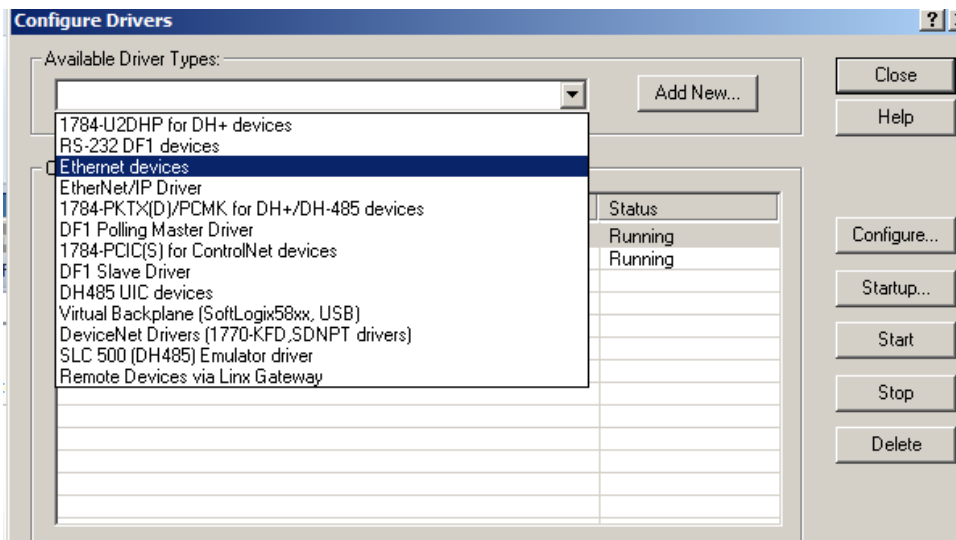 Configure Drivers
?
Available Driver Types:
Add New...
Close
Help
1784-U2DHP for DH+ devices
RS-232 DF1 devices
Ethernet devices
EtherNet/IP Driver
1784-PKTX(D)/PCMK for DH+/DH-485 devices
DF1 Polling Master Driver
1784-PCIC(S) for ControlNet devices
DF1 Slave Driver
DH485 UIC devices
Virtual Backplane (SoftLogix58xx, USB)
DeviceNet Drivers (1770-KFD,SDNPT drivers)
SLC 500 (DH485) Emulator driver
Remote Devices via Linx Gateway
Status
Running
Running
Configure...
Startup...
Start
Stop
Delete